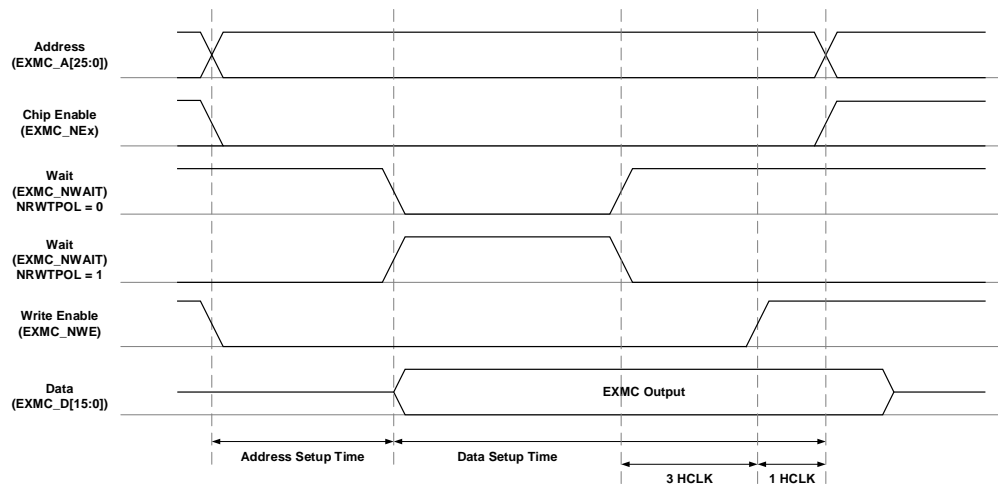 Address
(EXMC_A[25:0])
Chip Enable
(EXMC_NEx)
Wait
(EXMC_NWAIT)
NRWTPOL = 0
Wait
(EXMC_NWAIT)
NRWTPOL = 1
Write Enable
(EXMC_NWE)
Data
(EXMC_D[15:0])
EXMC Output
Address Setup Time
Data Setup Time
3 HCLK
1 HCLK